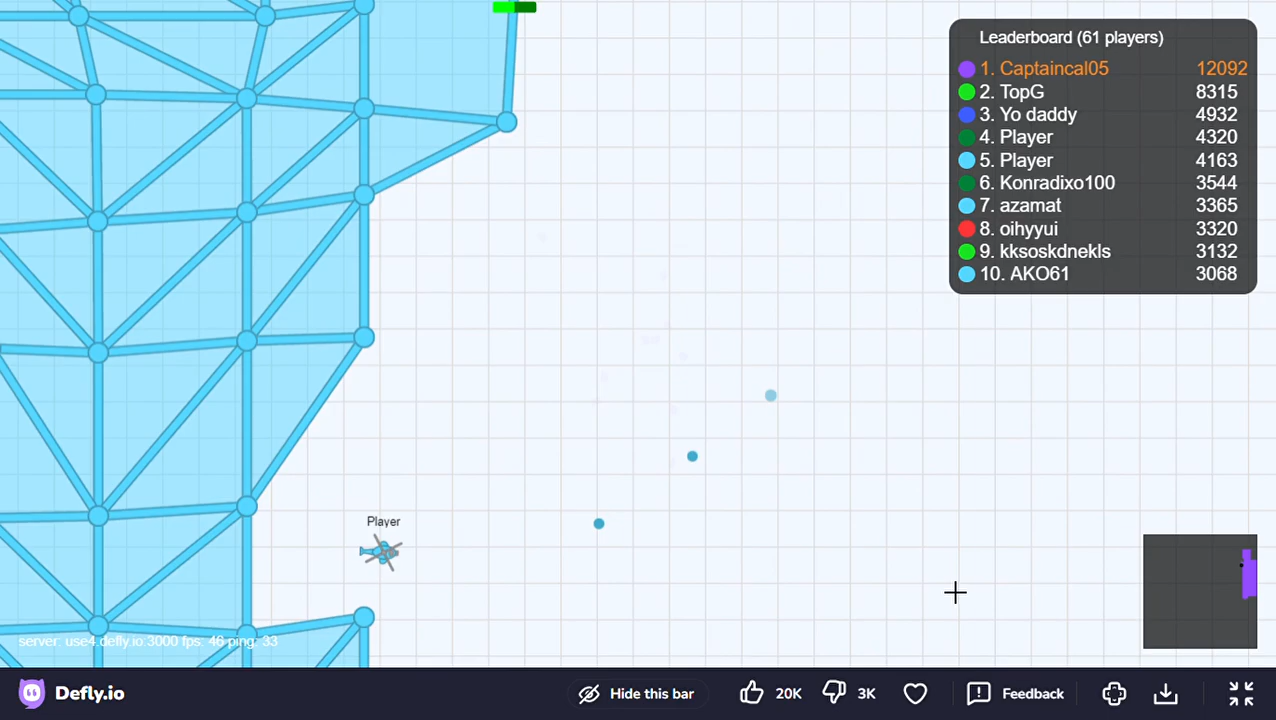 Leaderboard (61 players)
1. Captaincal05 12092
2. TopG 8315
3. Yo daddy 4932
4. Player 4320
5. Player 4163
6. Konradixo100 3544
7. azamat 3365
8. oihyyui 3320
9. kksoskdnekls 3132
10. AKO61 3068
Player
server: use4.defly.io:3000 fps: 46 ping: 33
Defly.io
Hide this bar
20K
3K
Feedback